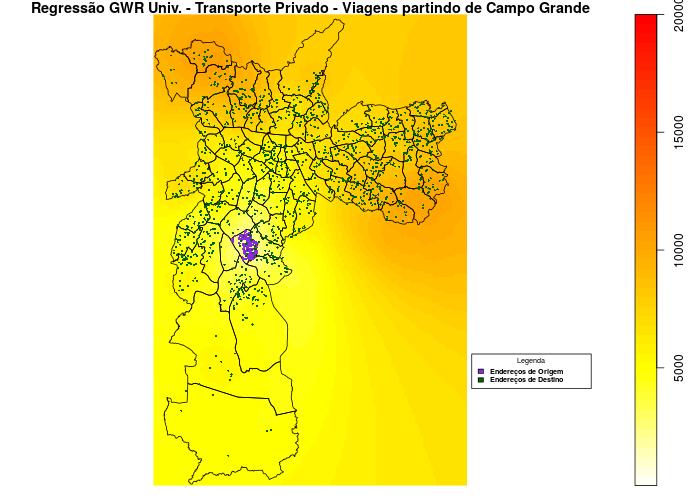 Regressão GWR Univ. - Transporte Privado - Viagens partindo de Campo Grande
20000
15000
10000
5000
Legenda
Endereços de Origem
Endereços de Destino